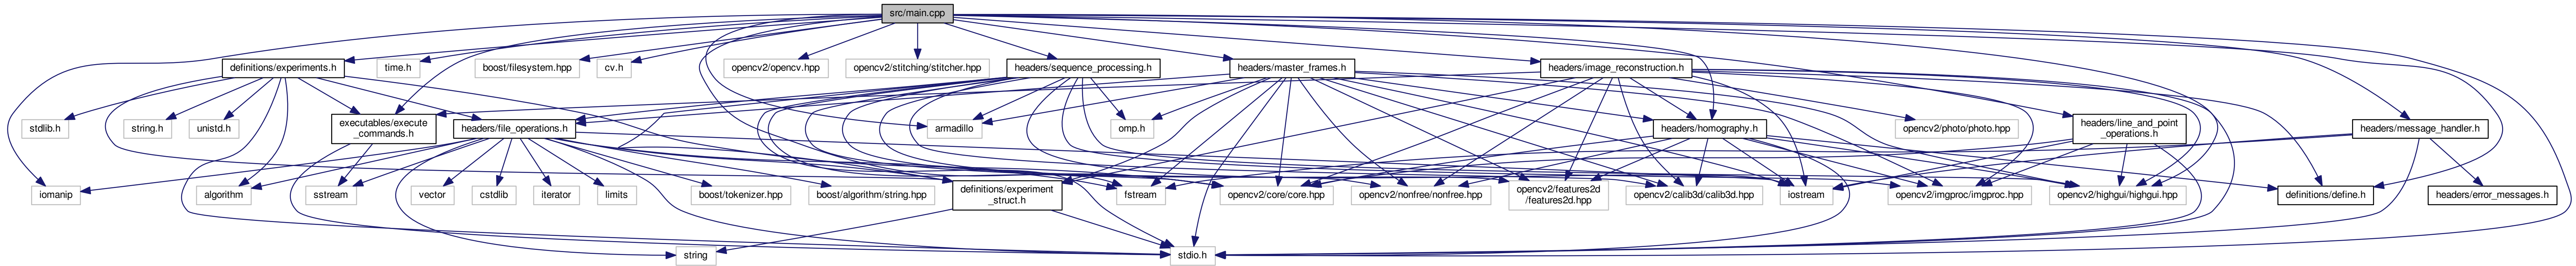 src/main.cpp
definitions/experiments.h
time.h
boost/filesystem.hpp
cv.h
opencv2/opencv.hpp
opencv2/stitching/stitcher.hpp
headers/sequence_processing.h
headers/master_frames.h
headers/image_reconstruction.h
stdlib.h
string.h
unistd.h
executables/execute
_commands.h
headers/file_operations.h
armadillo
omp.h
headers/homography.h
opencv2/photo/photo.hpp
headers/line_and_point
_operations.h
headers/message_handler.h
iomanip
algorithm
sstream
vector
cstdlib
iterator
limits
boost/tokenizer.hpp
boost/algorithm/string.hpp
definitions/experiment
_struct.h
fstream
opencv2/core/core.hpp
opencv2/nonfree/nonfree.hpp
opencv2/features2d
/features2d.hpp
opencv2/calib3d/calib3d.hpp
iostream
opencv2/imgproc/imgproc.hpp
opencv2/highgui/highgui.hpp
definitions/define.h
headers/error_messages.h
string
stdio.h